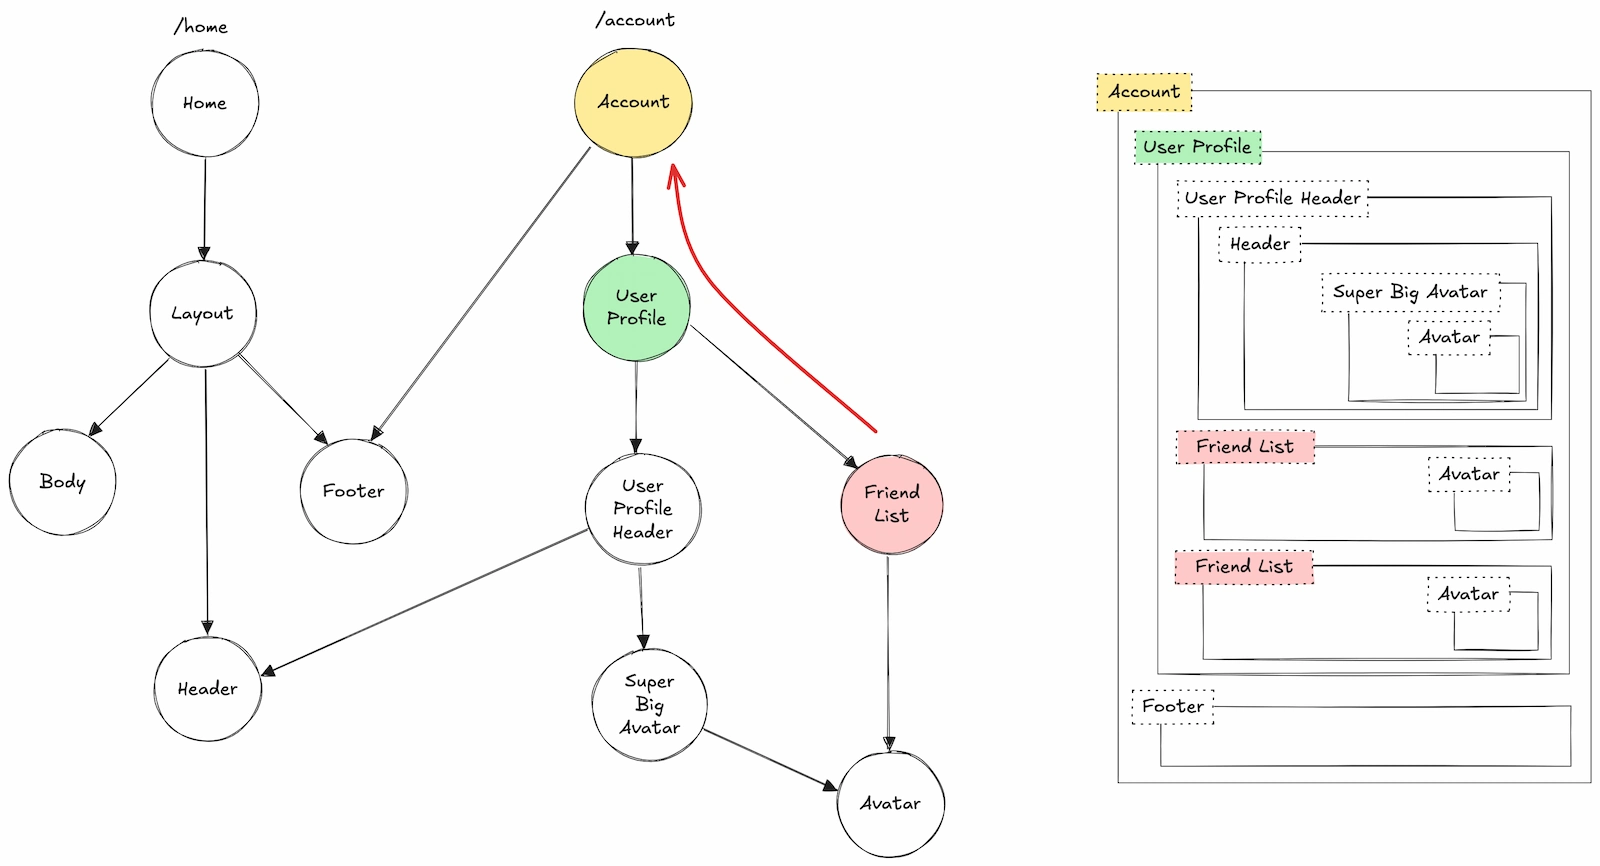 /home
/account
Home
Account
Layout
User
Profile
Body
Footer
User
Profile
Header
Friend
List
Header
Super
Big
Avatar
Avatar
Account
User Profile
User Profile Header
Header
Super Big Avatar
Avatar
Friend List
Avatar
Friend List
Avatar
Footer